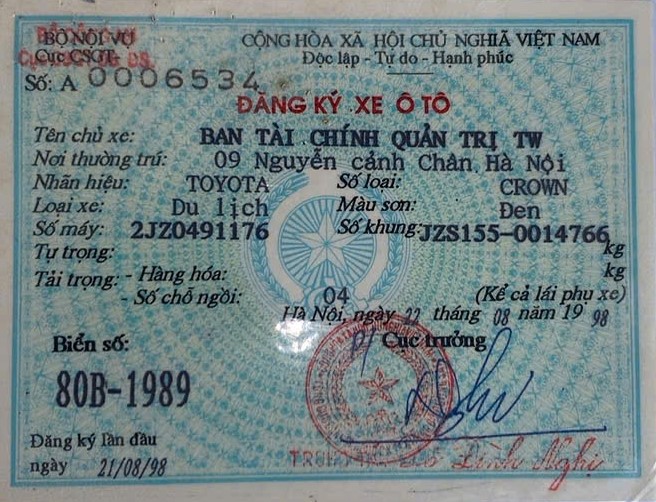 BỘ NỘI VỤ
CỘNG HÒA XÃ HỘI CHỦ NGHĨA VIỆT NAM
Cục CSGT
Độc lập - Tự do - Hạnh phúc
Số: A 0006534
ĐĂNG KÝ XE Ô TÔ
Tên chủ xe: BAN TÀI CHÍNH QUẢN TRỊ TW
Nơi thường trú: 09 Nguyễn cảnh Chân Hà Nội
Nhãn hiệu: TOYOTA Số loại: CROWN
Loại xe: Du lịch Màu sơn: Đen
Số máy: 2JZ0491176 Số khung: JZS155-0014766
Tự trọng: kg
Tải trọng: - Hàng hóa: kg
- Số chỗ ngồi: 04 (Kể cả lái phụ xe)
Hà Nội, ngày 22 tháng 08 năm 19 98
Biển số: Cục trưởng
80B-1989
Đăng ký lần đầu
ngày 21/08/98
Đình Nghị